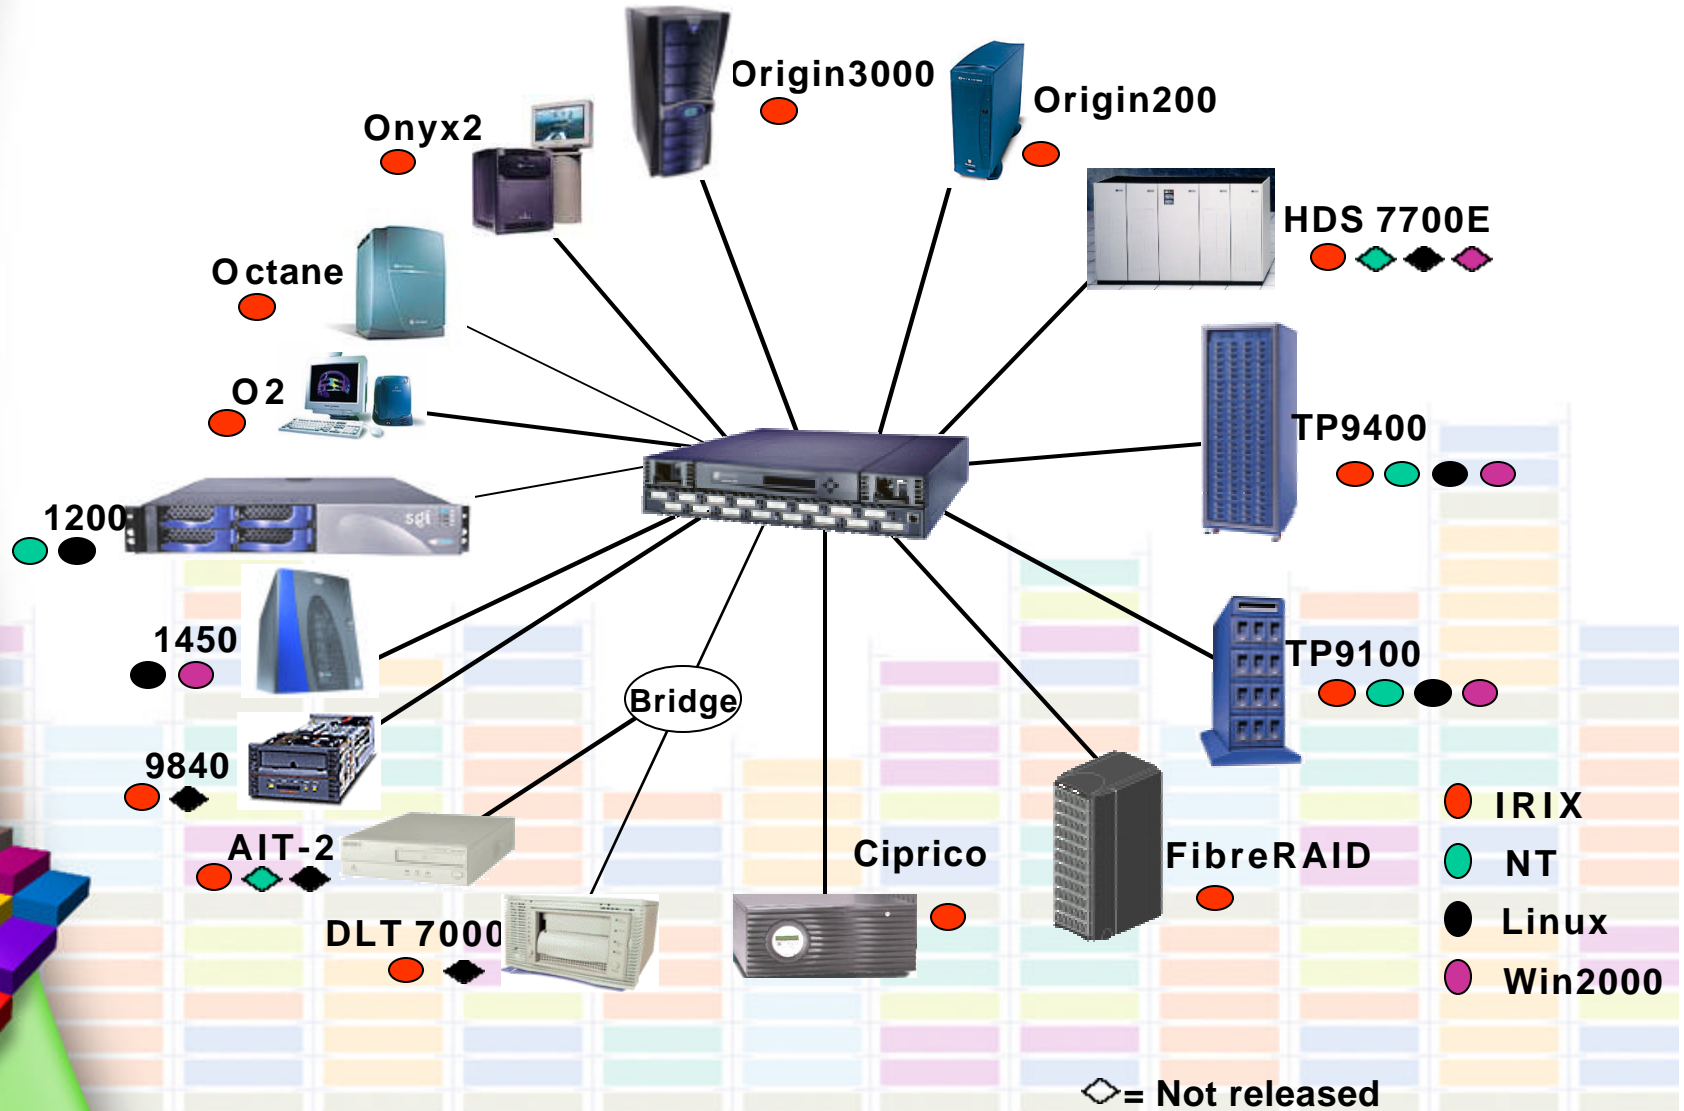 Origin3000
Origin200
Onyx2
HDS 7700E
Octane
O2
TP9400
1200
sgi
1450
TP9100
Bridge
9840
IRIX
AIT-2
Ciprico
FibreRAID
NT
DLT 7000
Linux
Win2000
= Not released